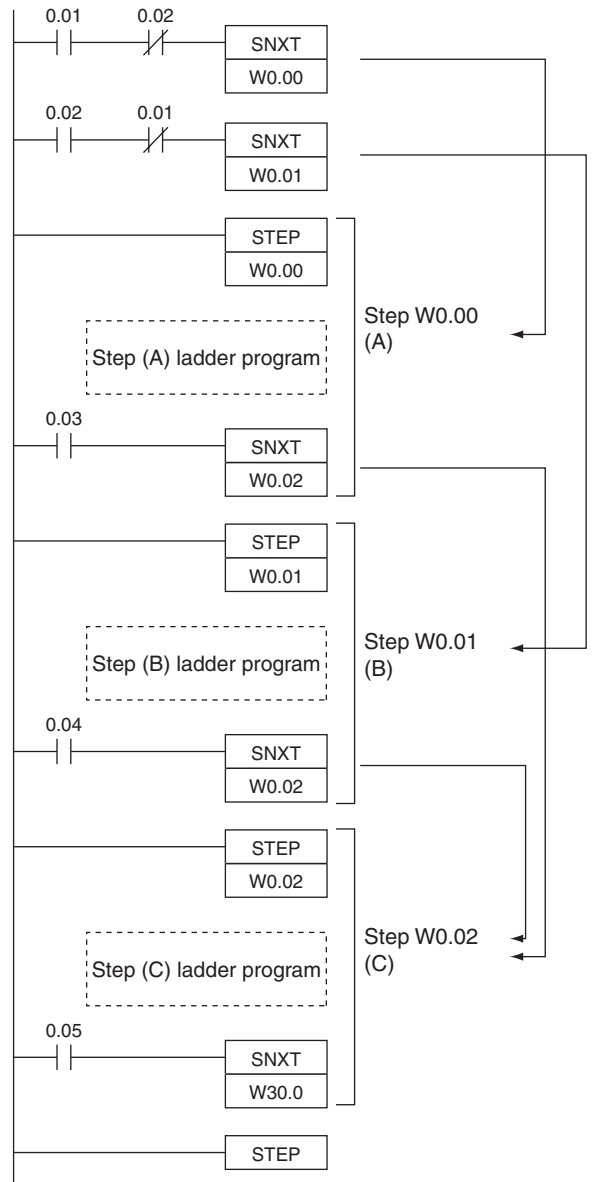 0.01 0.02
SNXT
W0.00
0.02 0.01
SNXT
W0.01
STEP
W0.00
Step W0.00
(A)
Step (A) ladder program
0.03
SNXT
W0.02
STEP
W0.01
Step W0.01
(B)
Step (B) ladder program
0.04
SNXT
W0.02
STEP
W0.02
Step W0.02
(C)
Step (C) ladder program
0.05
SNXT
W30.0
STEP